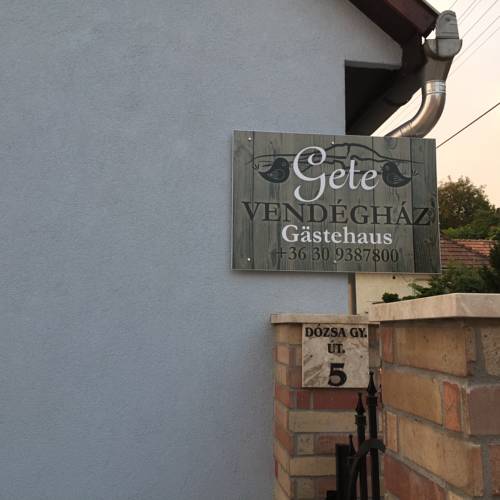 Gete
VENDÉGHÁZ
Gästehaus
+36 30 9387800
DÓZSA GY.
ÚT.
5